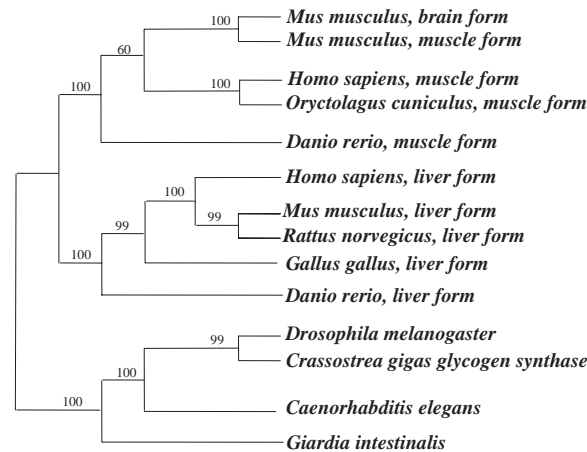 100
Mus musculus, brain form
Mus musculus, muscle form
60
100
Homo sapiens, muscle form
Oryctolagus cuniculus, muscle form
100
Danio rerio, muscle form
Homo sapiens, liver form
100
99
Mus musculus, liver form
Rattus norvegicus, liver form
99
Gallus gallus, liver form
100
Danio rerio, liver form
99
Drosophila melanogaster
Crassostrea gigas glycogen synthase
100
Caenorhabditis elegans
100
Giardia intestinalis